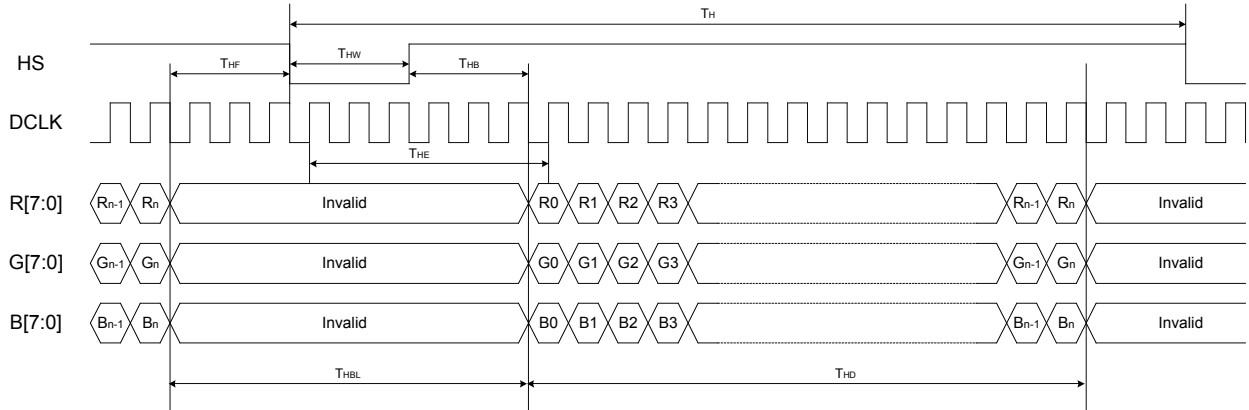 TH
HS
THF
THW
THB
DCLK
THE
R[7:0]
Rn-1
Rn
Invalid
R0
R1
R2
R3
Rn-1
Rn
Invalid
G[7:0]
Gn-1
Gn
Invalid
G0
G1
G2
G3
Gn-1
Gn
Invalid
B[7:0]
Bn-1
Bn
Invalid
B0
B1
B2
B3
Bn-1
Bn
Invalid
THBL
THD